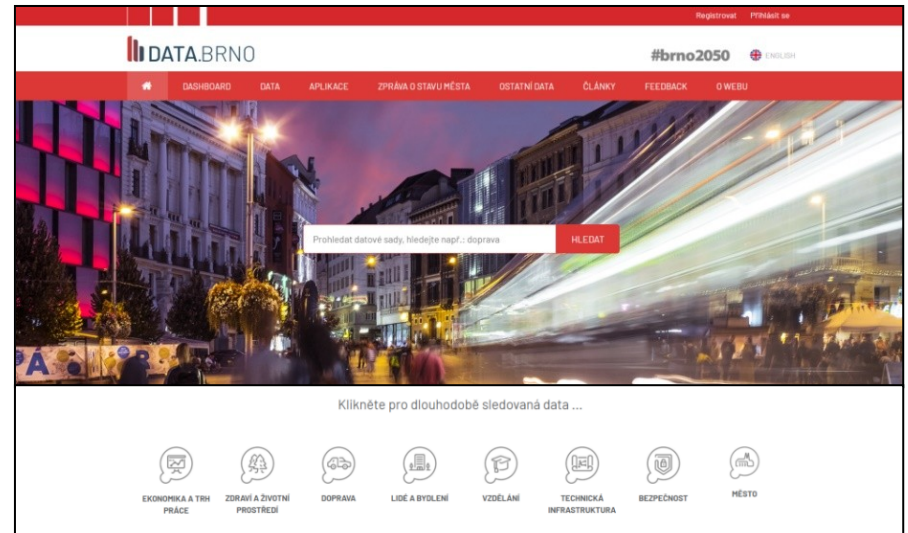 Registrovat Přihlásit se
DATA.BRNO
#brno2050 ENGLISH
DASHBOARD DATA APLIKACE ZPRÁVA O STAVU MĚSTA OSTATNÍ DATA ČLÁNKY FEEDBACK O WEBU
Prohledat datové sady, hledejte např.: doprava HLEDAT
Klikněte pro dlouhodobě sledovaná data ...
EKONOMIKA A TRH PRÁCE
ZDRAVÍ A ŽIVOTNÍ PROSTŘEDÍ
DOPRAVA
LIDÉ A BYDLENÍ
VZDĚLÁNÍ
TECHNICKÁ INFRASTRUKTURA
BEZPEČNOST
MĚSTO